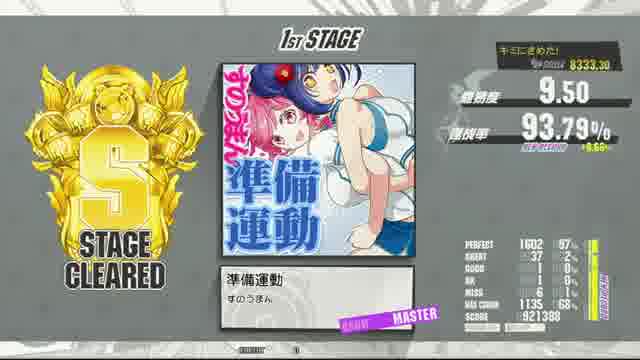 1ST STAGE
キミにきめた!
8333.30
難易度 9.50
達成率 93.79%
NEW RECORD
S
STAGE
CLEARED
すのうまん
準備
運動
準備運動
すのうまん
MASTER
PERFECT 1602 97%
GREAT 37 2%
GOOD 1 0%
OK 1 0%
MISS 6 1%
MAX COMBO 1135 68%
SCORE 921388